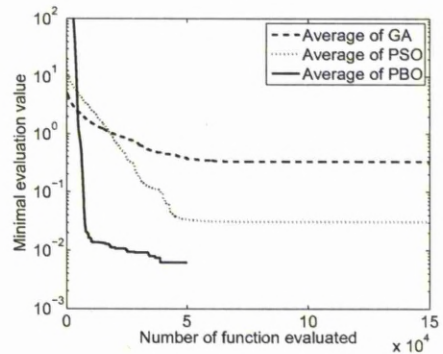 Average of GA
Average of PSO
Average of PBO
Minimal evaluation value
10^2
10^1
10^0
10^-1
10^-2
10^-3
0 5 10 15
Number of function evaluated
x 10^4